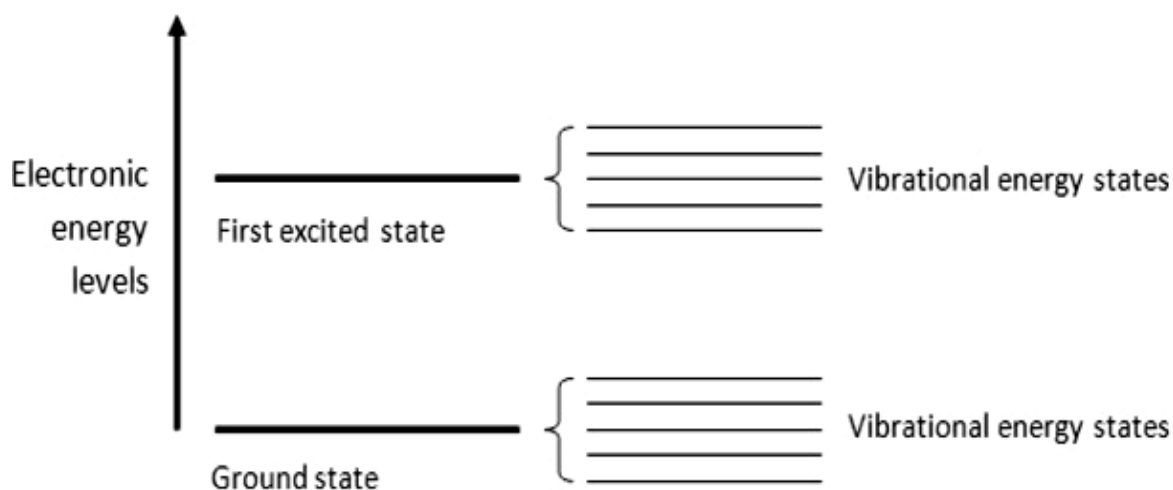 Electronic
energy
levels
First excited state
Vibrational energy states
Ground state
Vibrational energy states